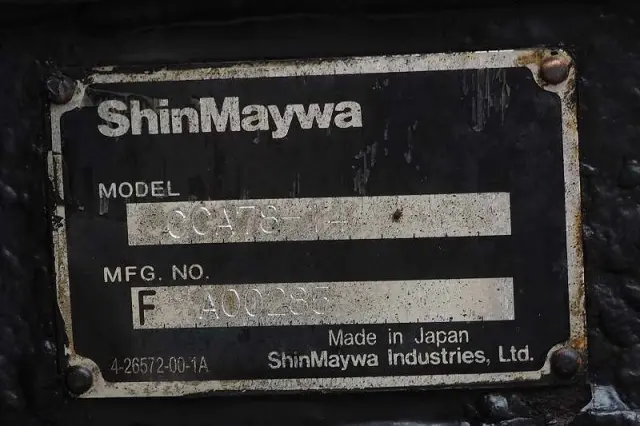 ShinMaywa
MODEL
MFG. NO.
F A00285
Made in Japan
4-26572-00-1A
ShinMaywa Industries, Ltd.